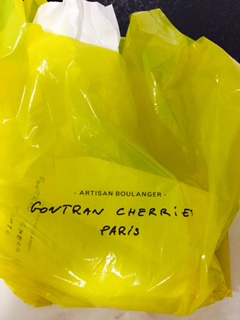 - ARTISAN BOULANGER -
GONTRAN CHERRIER
PARIS